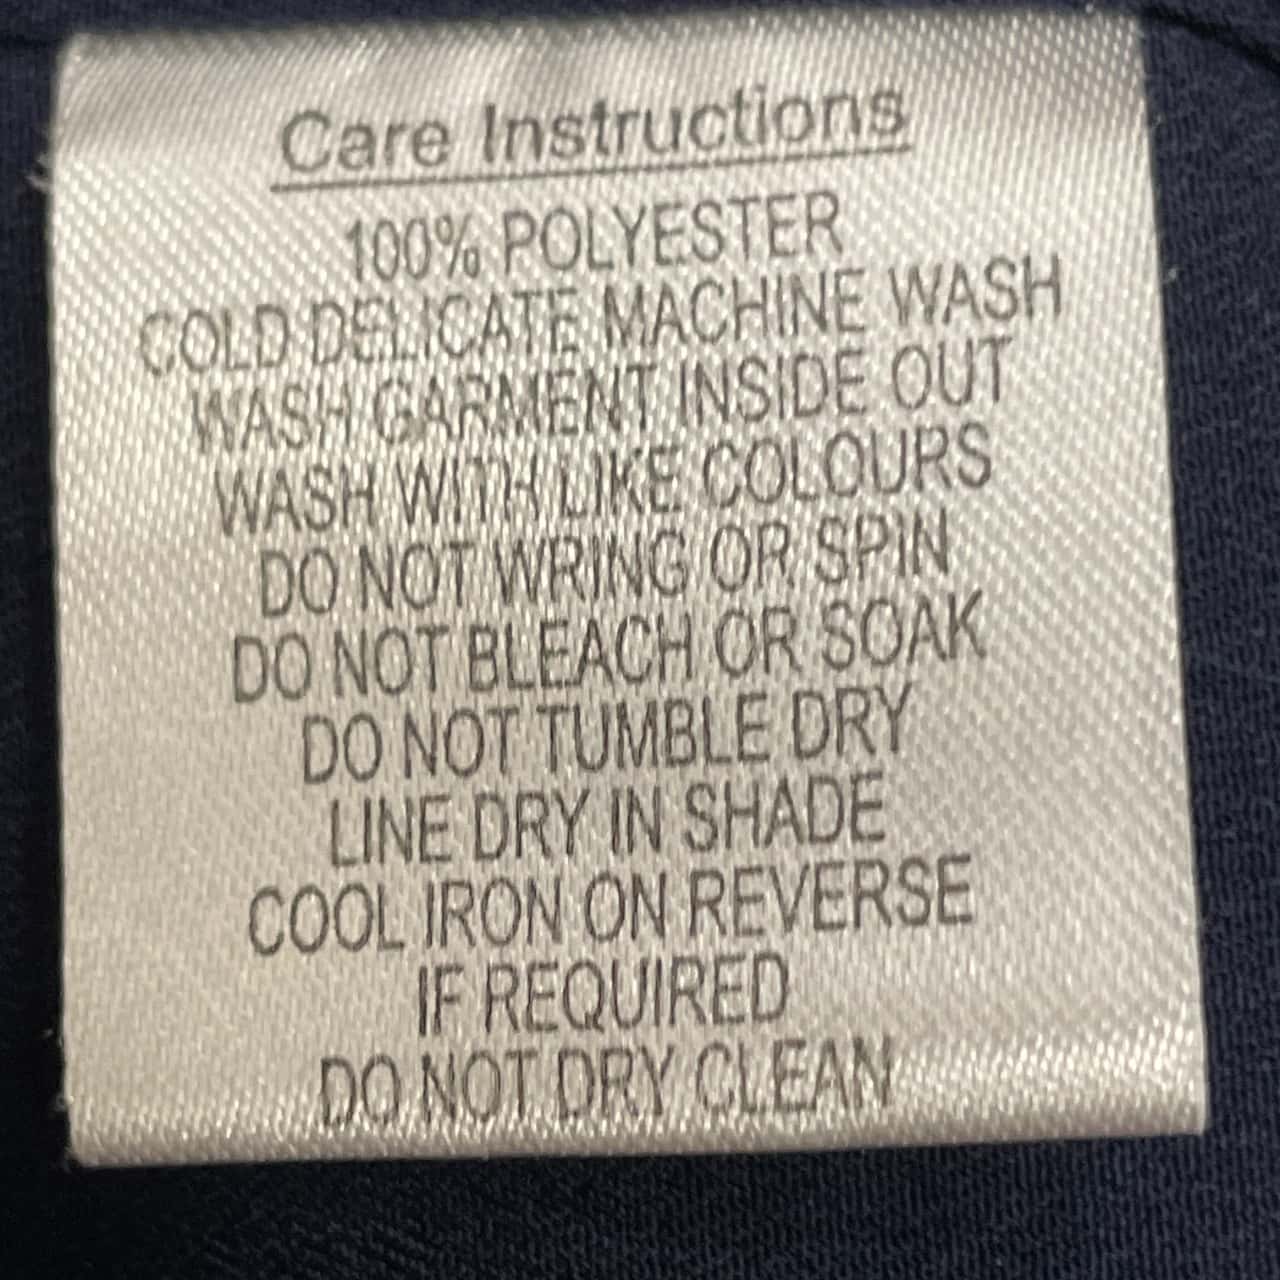 Care Instructions
100% POLYESTER
COLD DELICATE MACHINE WASH
WASH GARMENT INSIDE OUT
WASH WITH LIKE COLOURS
DO NOT WRING OR SPIN
DO NOT BLEACH OR SOAK
DO NOT TUMBLE DRY
LINE DRY IN SHADE
COOL IRON ON REVERSE
IF REQUIRED
DO NOT DRY CLEAN